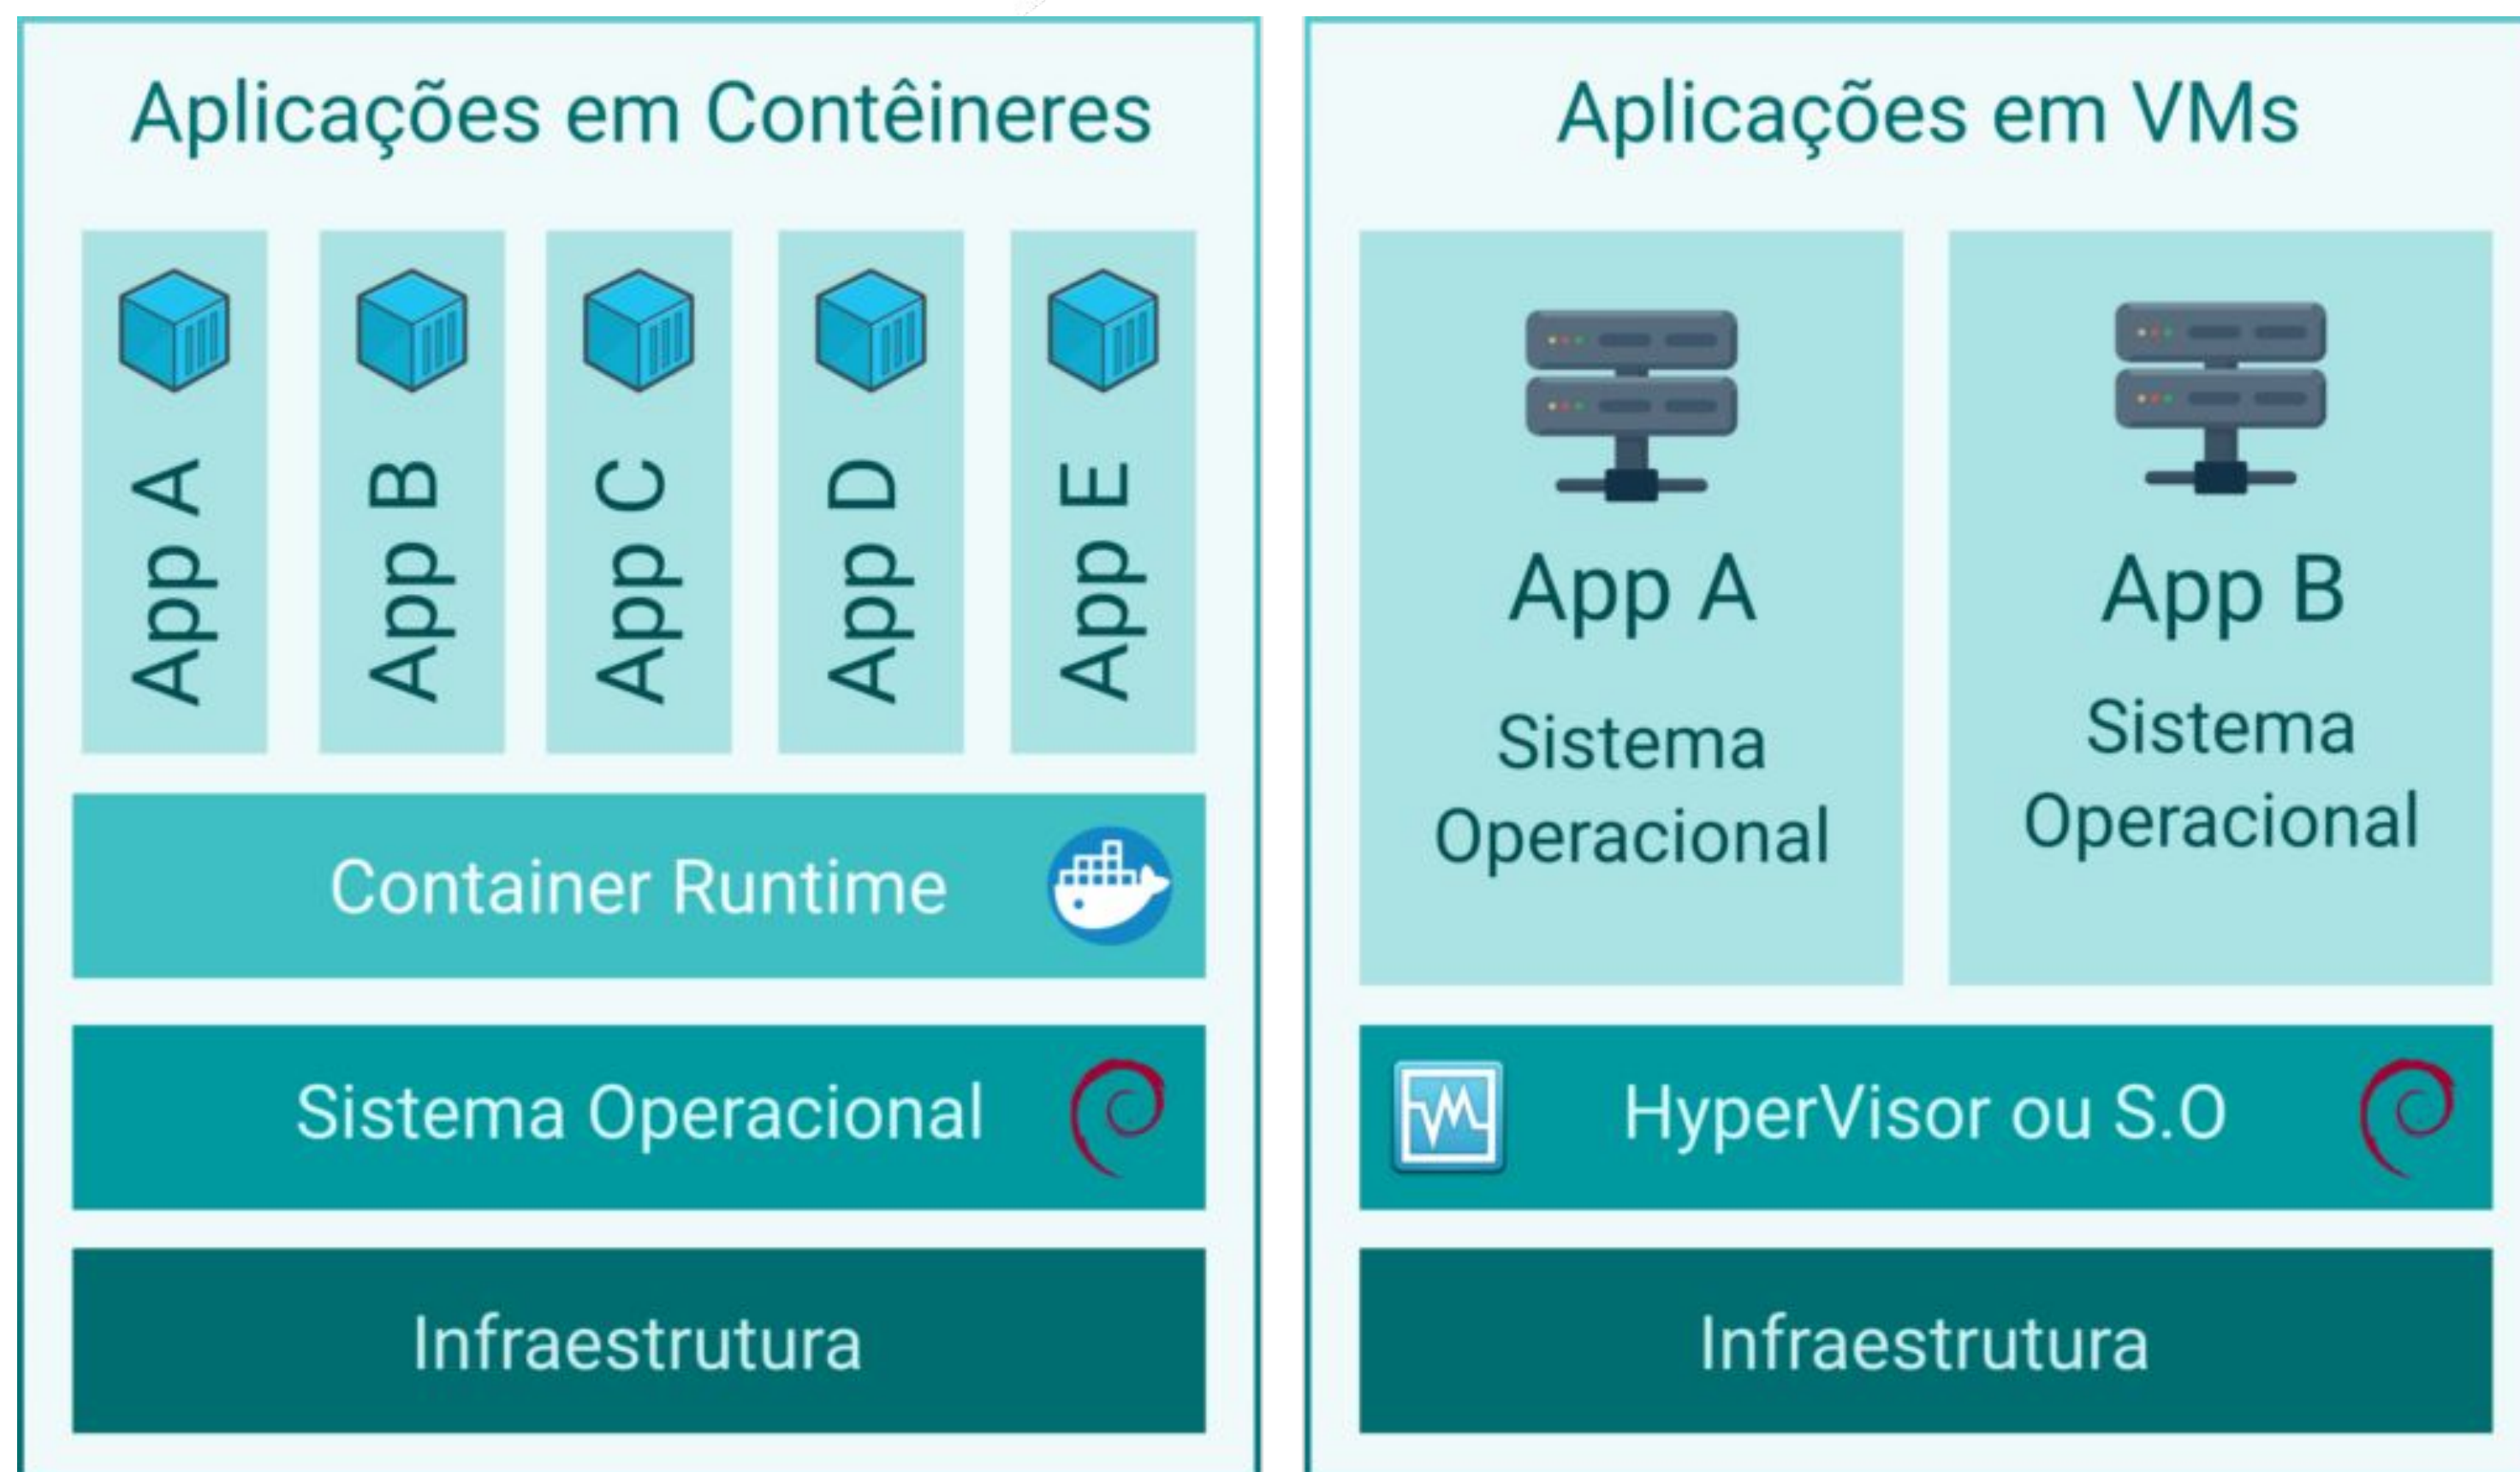 Aplicações em Contêineres
App A
App B
App C
App D
App E
Container Runtime
Sistema Operacional
Infraestrutura
Aplicações em VMs
App A
Sistema
Operacional
App B
Sistema
Operacional
HyperVisor ou S.O
Infraestrutura